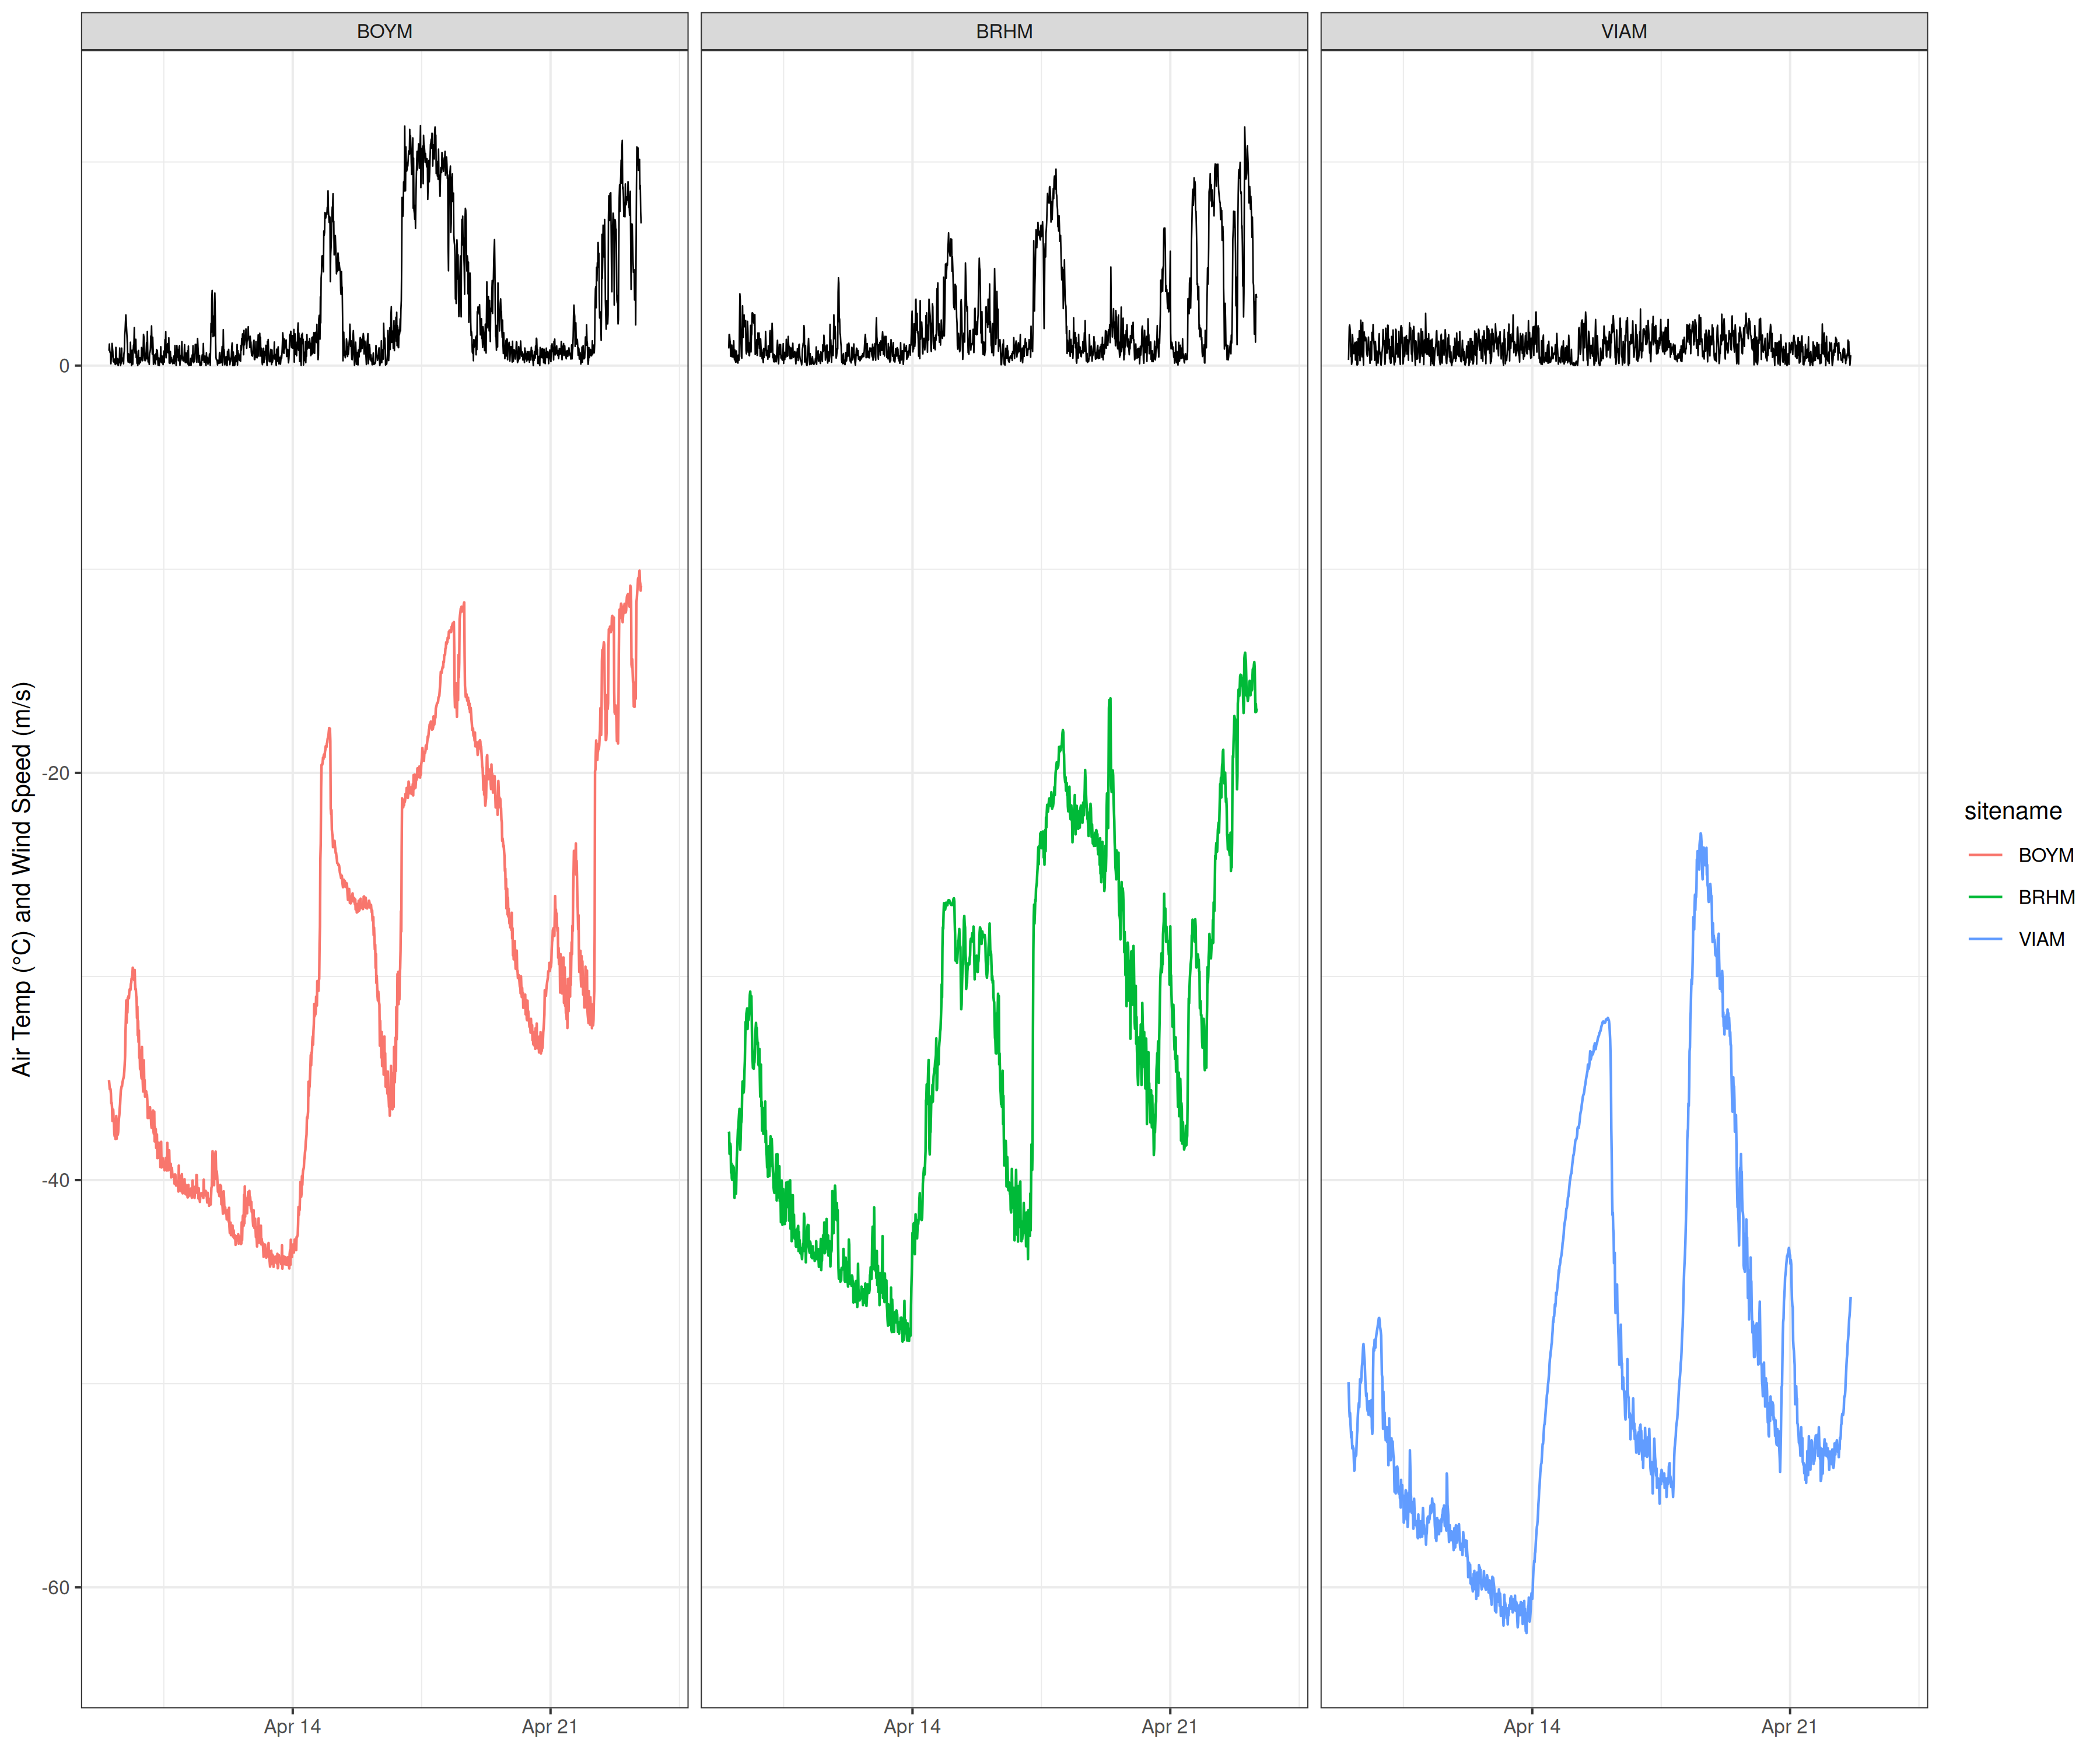 BOYM
BRHM
VIAM
Air Temp (°C) and Wind Speed (m/s)
0
-20
-40
-60
Apr 14
Apr 21
Apr 14
Apr 21
Apr 14
Apr 21
sitename
BOYM
BRHM
VIAM